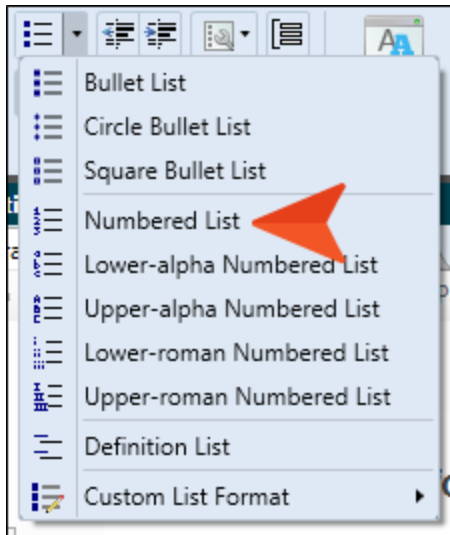 Bullet List
Circle Bullet List
Square Bullet List
Numbered List
Lower-alpha Numbered List
Upper-alpha Numbered List
Lower-roman Numbered List
Upper-roman Numbered List
Definition List
Custom List Format